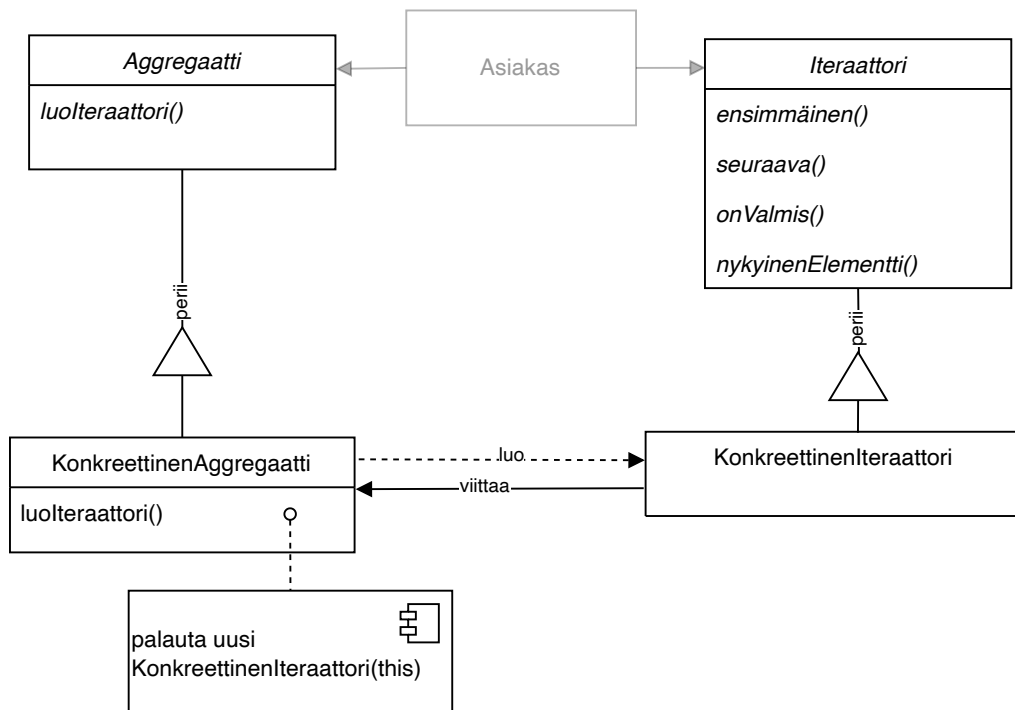 Aggregaatti
luoIteraattori()
Asiakas
Iteraattori
ensimmäinen()
seuraava()
onValmis()
nykyinenElementti()
perii
perii
KonkreettinenAggregaatti
luoIteraattori()
luo
viittaa
KonkreettinenIteraattori
palauta uusi
KonkreettinenIteraattori(this)